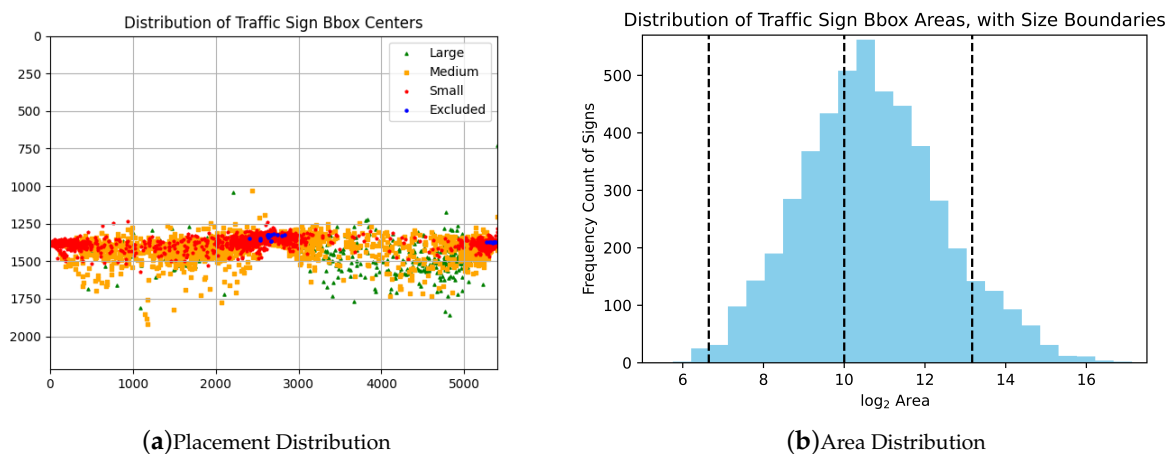 Distribution of Traffic Sign Bbox Centers
0
250
500
750
1000
1250
1500
1750
2000
0
1000
2000
3000
4000
5000
Large
Medium
Small
Excluded
(a)Placement Distribution
Distribution of Traffic Sign Bbox Areas, with Size Boundaries
Frequency Count of Signs
500
400
300
200
100
0
6
8
10
12
14
16
log₂ Area
(b)Area Distribution